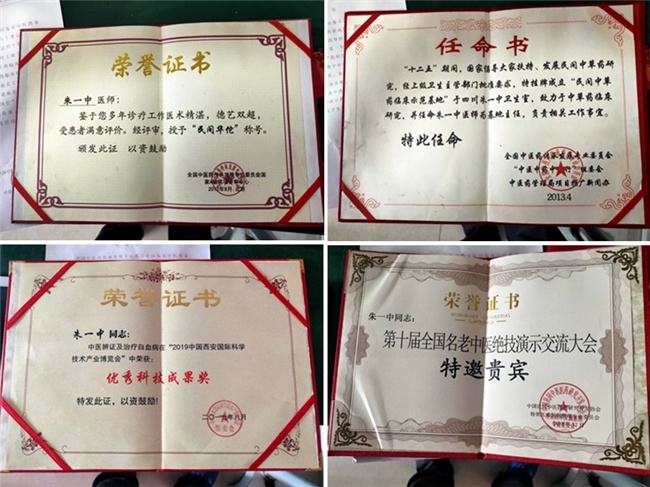 荣誉证书
朱一中 医师：
鉴于您多年诊疗工作医术精湛，德艺双超，
受患者满意评价。经评审，授于“民间华佗”称号。
颁发此证 以资鼓励
任命书
“十二五”期间，国家倡导大家扶持、发展民间中草药研
究，经上级卫生主管部门批准要求，特挂牌成立“民间中草
药临床示范基地”于四川朱一中卫生室，致力于中草药临床
研究，并任命朱一中医师为基地主任，负责相关工作事宜。
特此任命
2013.4
荣誉证书
朱一中 同志：
中医辨证及治疗白血病在“2019中国西安国际科学
技术产业博览会”中荣获：
优秀科技成果奖
特发此证，以资鼓励！
二〇一九年八月
荣誉证书
朱一中同志：
第十届全国名老中医绝技演示交流大会
特邀贵宾